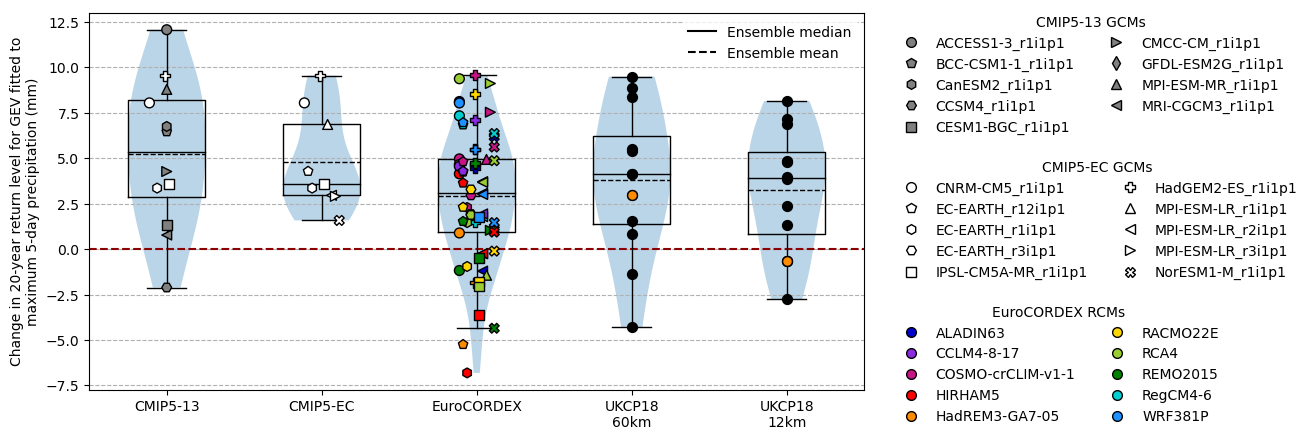 Change in 20-year return level for GEV fitted to
maximum 5-day precipitation (mm)
12.5
10.0
7.5
5.0
2.5
0.0
−2.5
−5.0
−7.5
Ensemble median
Ensemble mean
CMIP5-13
CMIP5-EC
EuroCORDEX
UKCP18
60km
UKCP18
12km
CMIP5-13 GCMs
ACCESS1-3_r1i1p1
BCC-CSM1-1_r1i1p1
CanESM2_r1i1p1
CCSM4_r1i1p1
CESM1-BGC_r1i1p1
CMCC-CM_r1i1p1
GFDL-ESM2G_r1i1p1
MPI-ESM-MR_r1i1p1
MRI-CGCM3_r1i1p1
CMIP5-EC GCMs
CNRM-CM5_r1i1p1
EC-EARTH_r12i1p1
EC-EARTH_r1i1p1
EC-EARTH_r3i1p1
IPSL-CM5A-MR_r1i1p1
HadGEM2-ES_r1i1p1
MPI-ESM-LR_r1i1p1
MPI-ESM-LR_r2i1p1
MPI-ESM-LR_r3i1p1
NorESM1-M_r1i1p1
EuroCORDEX RCMs
ALADIN63
CCLM4-8-17
COSMO-crCLIM-v1-1
HIRHAM5
HadREM3-GA7-05
RACMO22E
RCA4
REMO2015
RegCM4-6
WRF381P